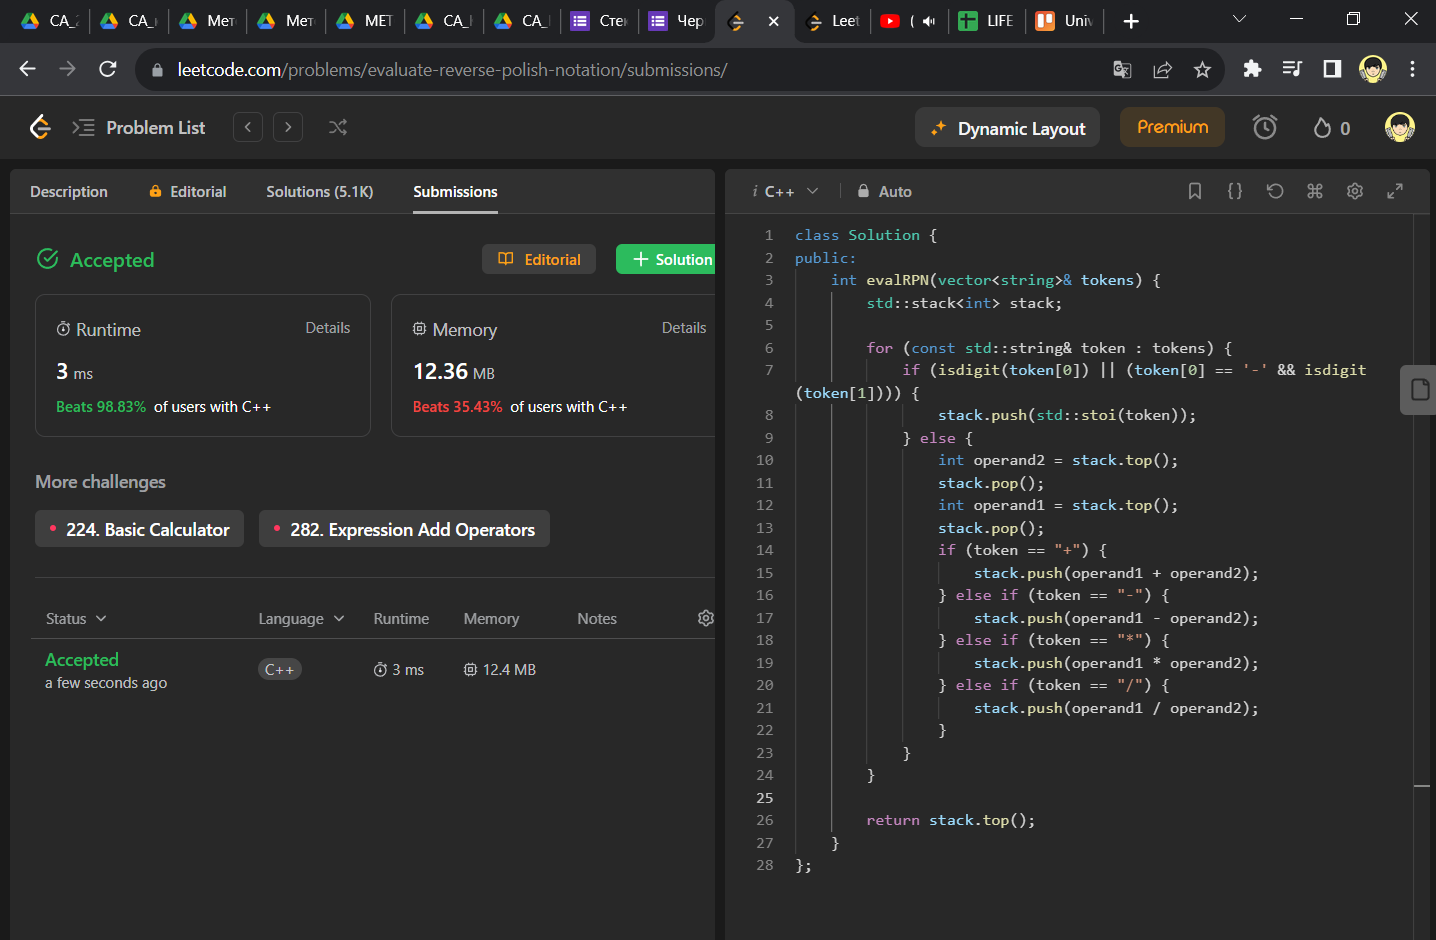 CA_2
CA_
Мет
Мет
МЕТ
CA_
CA_
Стек
Чер
Leet
(
LIFE
Univ
leetcode.com/problems/evaluate-reverse-polish-notation/submissions/
Problem List
Dynamic Layout
Premium
0
Description
Editorial
Solutions (5.1K)
Submissions
i C++
Auto
Accepted
Editorial
Solution
Runtime
Details
3 ms
Beats 98.83% of users with C++
Memory
Details
12.36 MB
Beats 35.43% of users with C++
More challenges
224. Basic Calculator
282. Expression Add Operators
Status
Language
Runtime
Memory
Notes
Accepted
a few seconds ago
C++
3 ms
12.4 MB
1 class Solution {
2 public:
3 int evalRPN(vector<string>& tokens) {
4 std::stack<int> stack;
5
6 for (const std::string& token : tokens) {
7 if (isdigit(token[0]) || (token[0] == '-' && isdigit
(token[1]))) {
8 stack.push(std::stoi(token));
9 } else {
10 int operand2 = stack.top();
11 stack.pop();
12 int operand1 = stack.top();
13 stack.pop();
14 if (token == "+") {
15 stack.push(operand1 + operand2);
16 } else if (token == "-") {
17 stack.push(operand1 - operand2);
18 } else if (token == "*") {
19 stack.push(operand1 * operand2);
20 } else if (token == "/") {
21 stack.push(operand1 / operand2);
22 }
23 }
24 }
25
26 return stack.top();
27 }
28 };